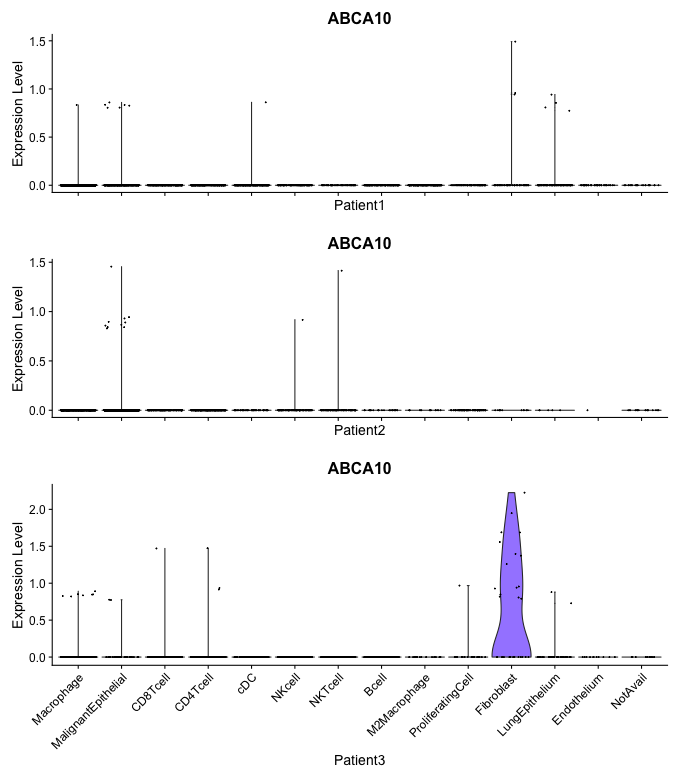 ABCA10
Expression Level
1.5
1.0
0.5
0.0
Patient1
ABCA10
Expression Level
1.5
1.0
0.5
0.0
Patient2
ABCA10
Expression Level
2.0
1.5
1.0
0.5
0.0
Macrophage
MalignantEpithelial
CD8Tcell
CD4Tcell
cDC
NKcell
NKTcell
Bcell
M2Macrophage
ProliferatingCell
Fibroblast
LungEpithelium
Endothelium
NotAvail
Patient3